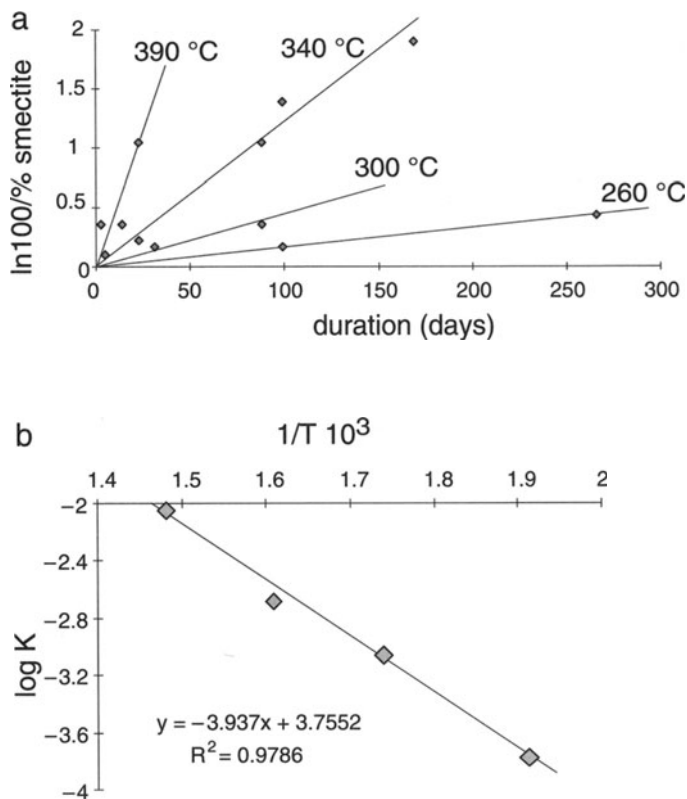 a
2
1.5
1
0.5
0
ln100/% smectite
390 °C
340 °C
300 °C
260 °C
0 50 100 150 200 250 300
duration (days)
b
1/T 10³
1.4 1.5 1.6 1.7 1.8 1.9 2
-2
-2.4
-2.8
-3.2
-3.6
-4
log K
y = −3.937x + 3.7552
R² = 0.9786